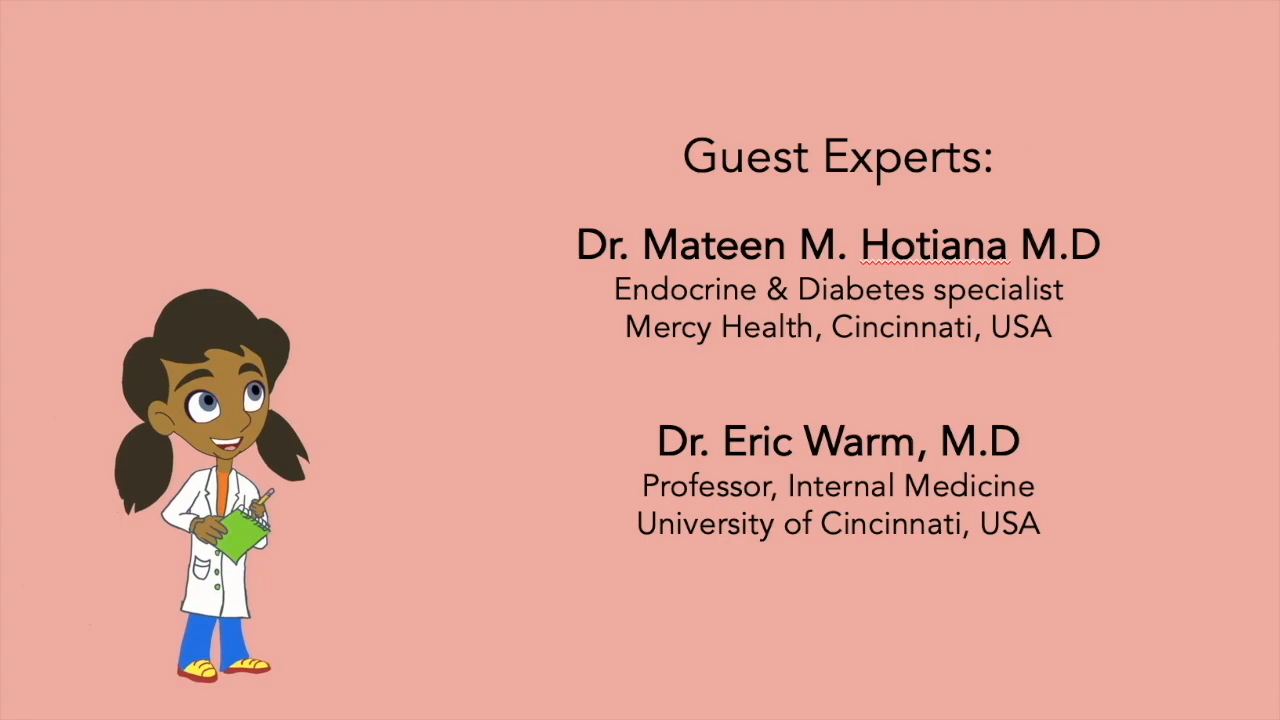 Guest Experts:
Dr. Mateen M. Hotiana M.D
Endocrine & Diabetes specialist
Mercy Health, Cincinnati, USA
Dr. Eric Warm, M.D
Professor, Internal Medicine
University of Cincinnati, USA